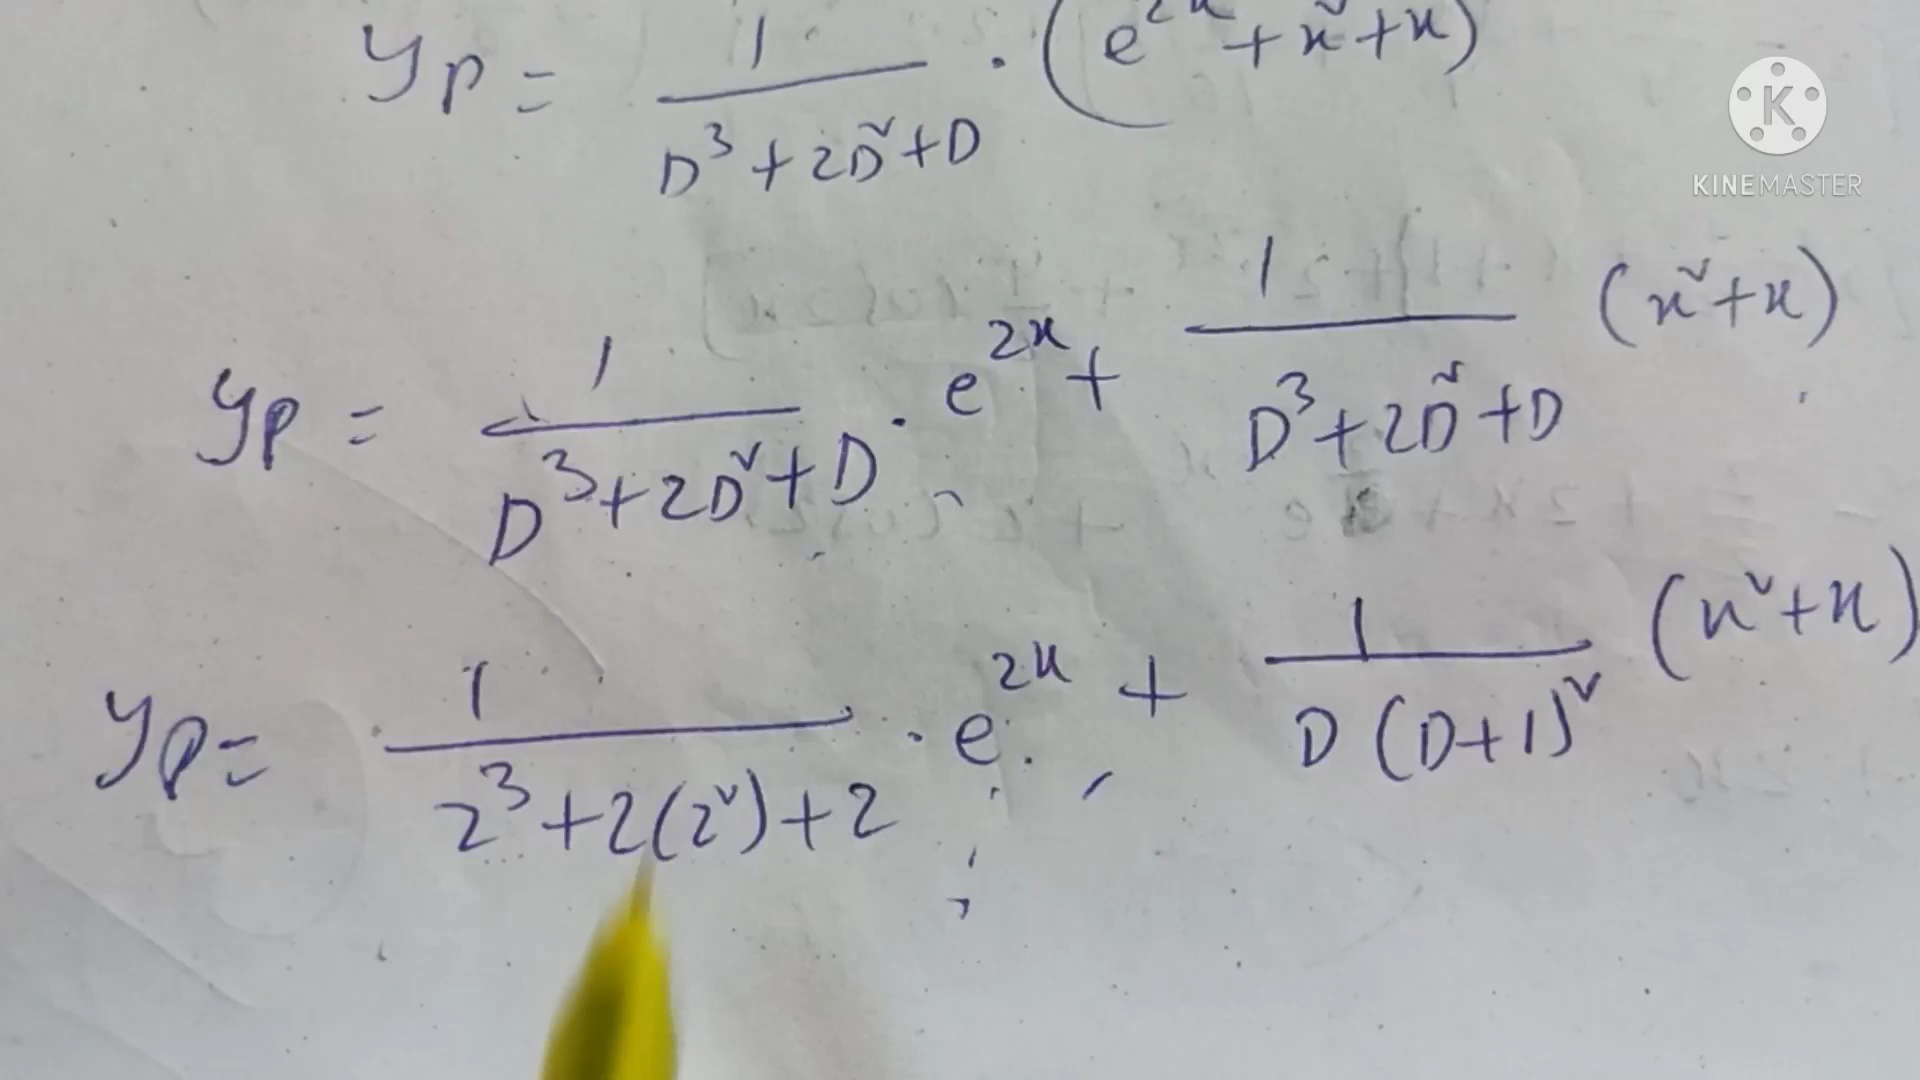 yp = 1/(D³+2D²+D) · (e^2x + x² + x)
KINEMASTER
yp = 1/(D³+2D²+D) · e^2x + 1/(D³+2D²+D) (x²+x)
yp = 1/(2³+2(2²)+2) · e^2x + 1/(D(D+1)²) (x²+x)